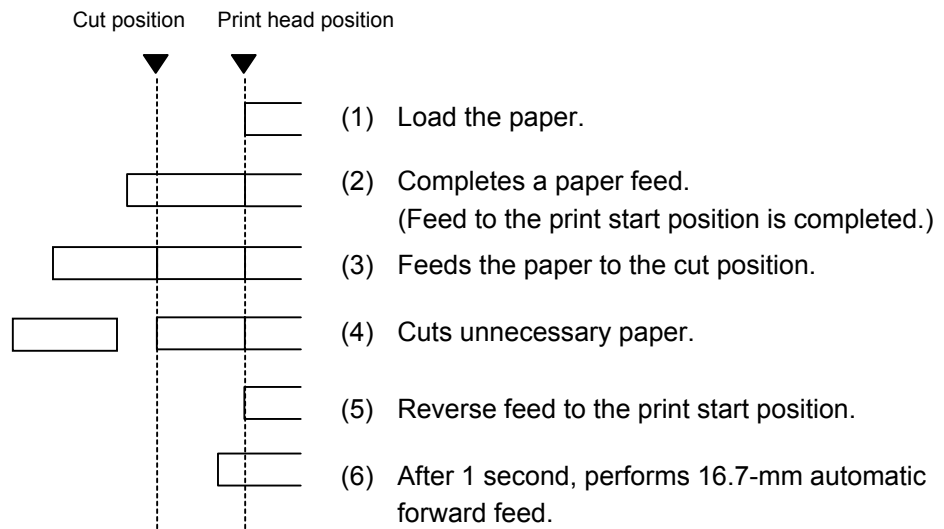 Cut position Print head position
(1) Load the paper.
(2) Completes a paper feed.
(Feed to the print start position is completed.)
(3) Feeds the paper to the cut position.
(4) Cuts unnecessary paper.
(5) Reverse feed to the print start position.
(6) After 1 second, performs 16.7-mm automatic
forward feed.